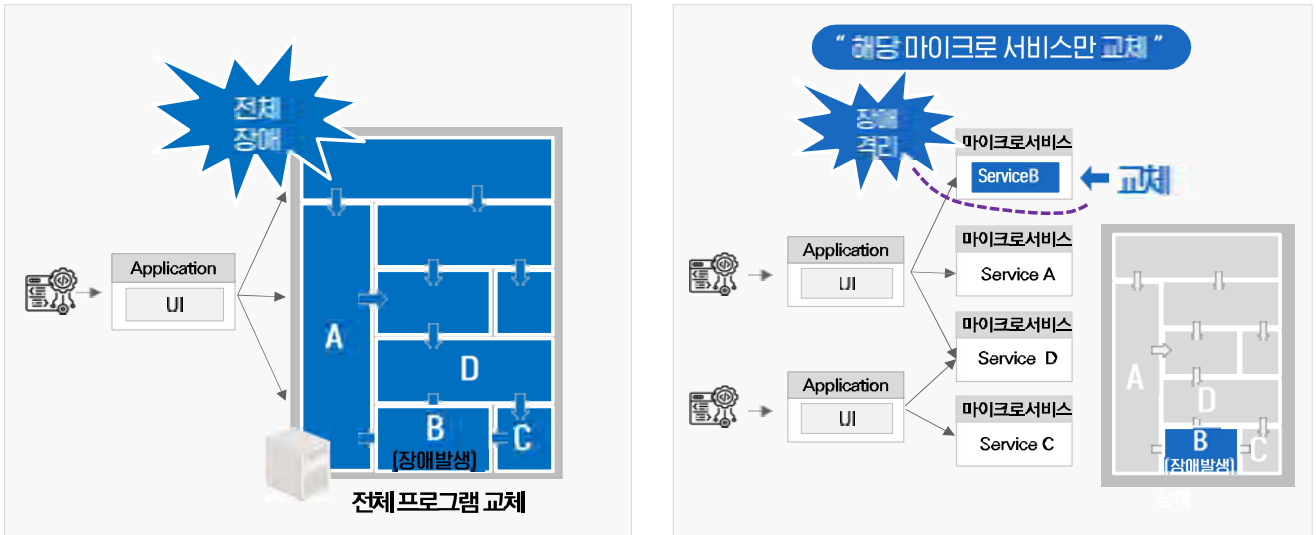 전체
장애
Application
UI
A
D
B
C
(장애발생)
전체 프로그램 교체
“ 해당 마이크로 서비스만 교체 ”
장애
격리
마이크로서비스
ServiceB
교체
마이크로서비스
Service A
Application
UI
마이크로서비스
Service D
Application
UI
마이크로서비스
Service C
A
D
B
C
(장애발생)